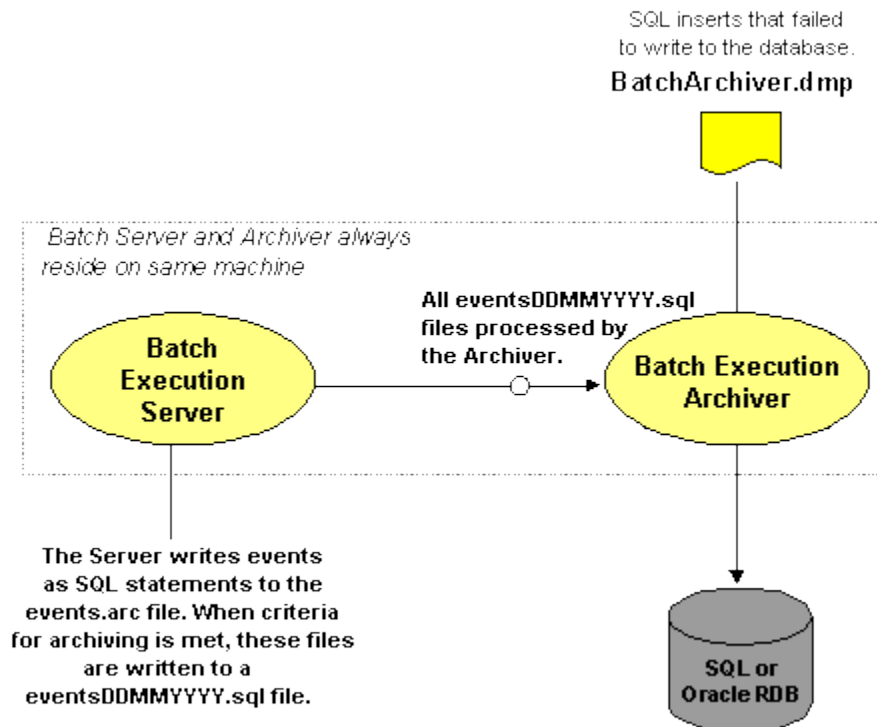 SQL inserts that failed
to write to the database.
BatchArchiver.dmp
Batch Server and Archiver always
reside on same machine
All eventsDDMMYYYY.sql
files processed by
the Archiver.
Batch
Execution
Server
Batch Execution
Archiver
The Server writes events
as SQL statements to the
events.arc file. When criteria
for archiving is met, these files
are written to a
eventsDDMMYYYY.sql file.
SQL or
Oracle RDB